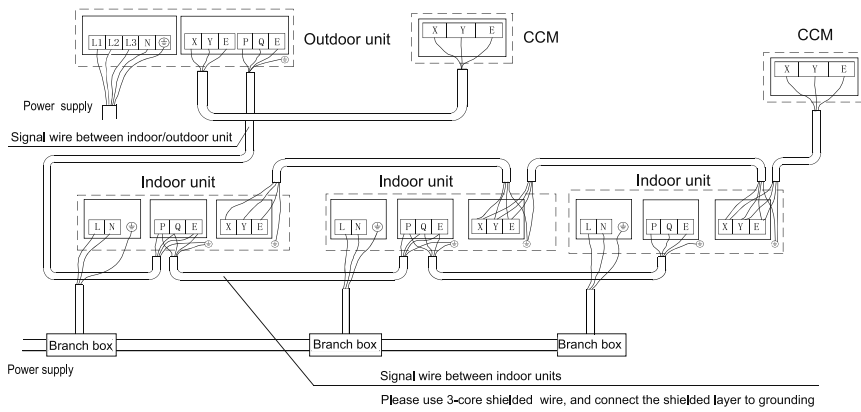 L1 L2 L3 N
X Y E
P Q E
Outdoor unit
X Y E
CCM
CCM
X Y E
Power supply
Signal wire between indoor/outdoor unit
Indoor unit
Indoor unit
Indoor unit
L N
P Q E
X Y E
L N
P Q E
X Y E
L N
P Q E
X Y E
Branch box
Branch box
Branch box
Power supply
Signal wire between indoor units
Please use 3-core shielded wire, and connect the shielded layer to grounding